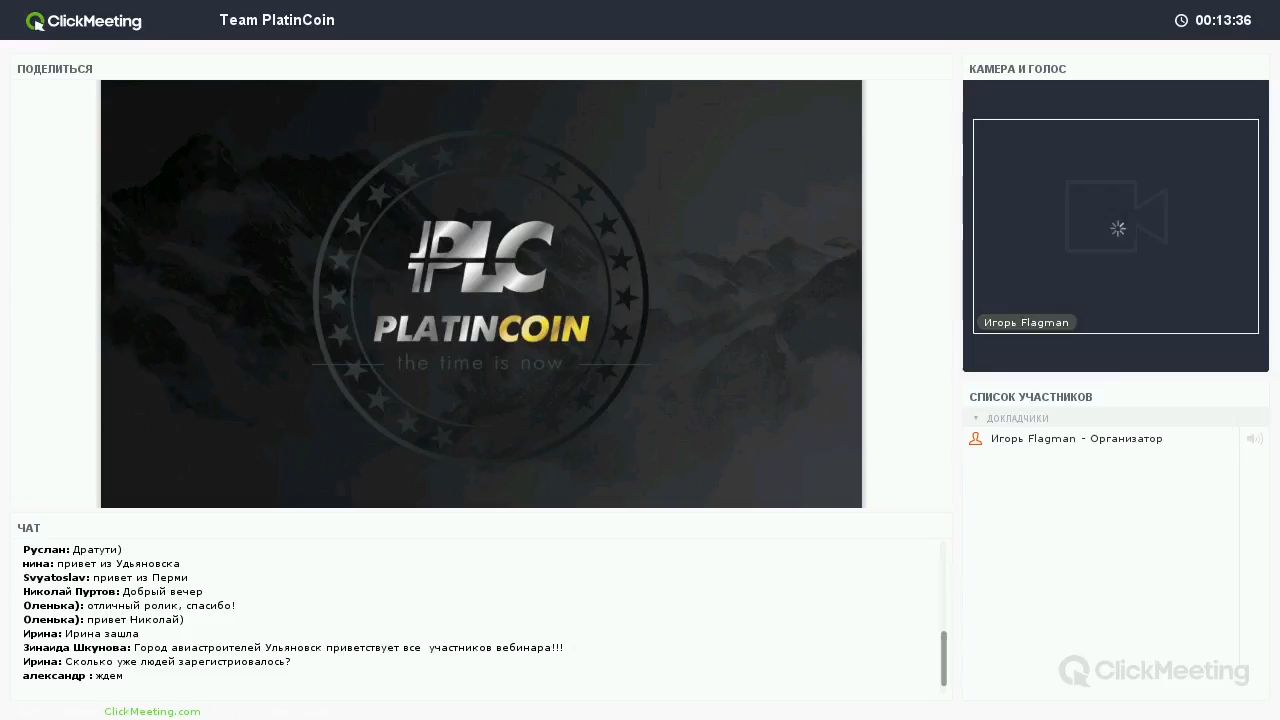 ClickMeeting
Team PlatinCoin
00:13:36
ПОДЕЛИТЬСЯ
PLC
PLATINCOIN
the time is now
КАМЕРА И ГОЛОС
Игорь Flagman
СПИСОК УЧАСТНИКОВ
ДОКЛАДЧИКИ
Игорь Flagman - Организатор
ЧАТ
Руслан: Дратути)
нина: привет из Удьяновска
Svyatoslav: привет из Перми
Николай Пуртов: Добрый вечер
Оленька): отличный ролик, спасибо!
Оленька): привет Николай)
Ирина: Ирина зашла
Зинаида Шкунова: Город авиастроителей Ульяновск приветствует все  участников вебинара!!!
Ирина: Сколько уже людей зарегистриовалось?
александр : ждем
ClickMeeting
ClickMeeting.com